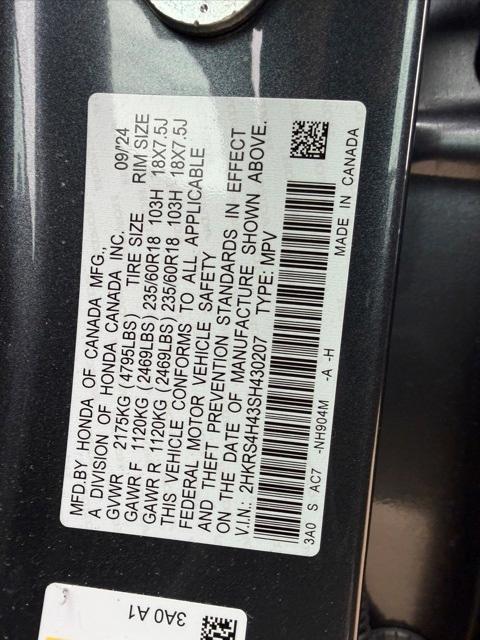 MFD.BY HONDA OF CANADA MFG.,
A DIVISION OF HONDA CANADA INC. 09/24
GVWR 2175KG (4795LBS) TIRE SIZE RIM SIZE
GAWR F 1120KG (2469LBS) 235/60R18 103H 18X7.5J
GAWR R 1120KG (2469LBS) 235/60R18 103H 18X7.5J
THIS VEHICLE CONFORMS TO ALL APPLICABLE
FEDERAL MOTOR VEHICLE SAFETY
AND THEFT PREVENTION STANDARDS IN EFFECT
ON THE DATE OF MANUFACTURE SHOWN ABOVE.
V.I.N.: 2HKRS4H43SH430207 TYPE: MPV
3A0 S AC7 -NH904M -A -H MADE IN CANADA
3A0 A1